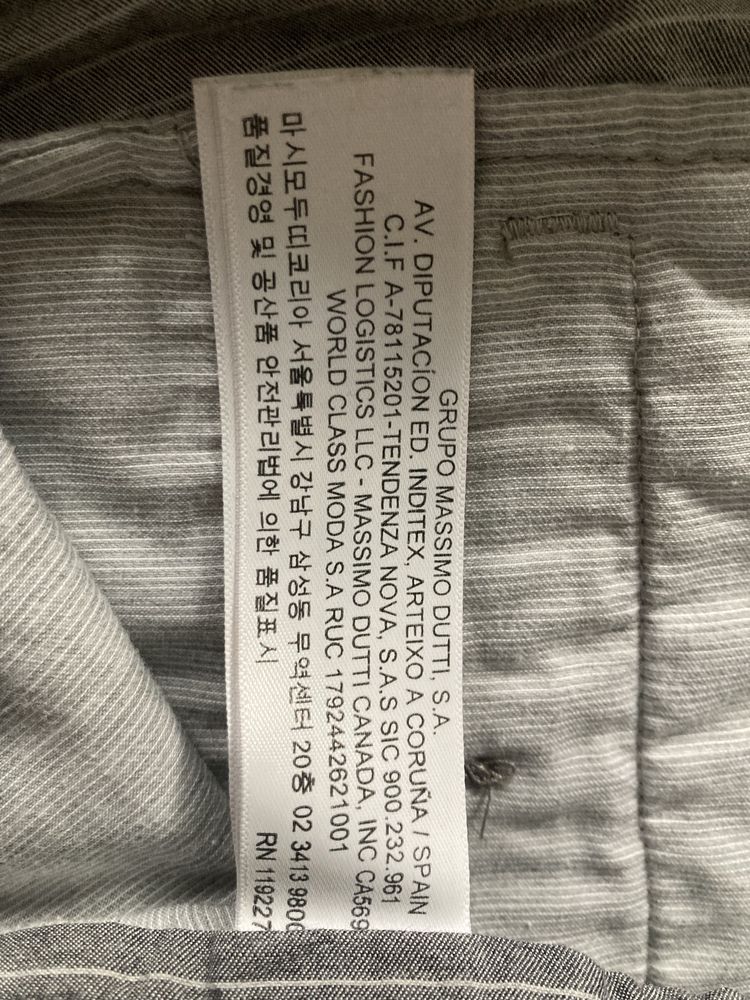 GRUPO MASSIMO DUTTI, S.A.
AV. DIPUTACÍON ED. INDITEX, ARTEIXO A CORUÑA / SPAIN
C.I.F A-78115201-TENDENZA NOVA, S.A.S SIC 900.232.961
FASHION LOGISTICS LLC - MASSIMO DUTTI CANADA, INC CA569
WORLD CLASS MODA S.A RUC 1792442621001
마시모두띠코리아 서울특별시 강남구 삼성동 무역센터 20층 02 3413 980
품질경영 및 공산품 안전관리법에 의한 품질표시
RN 119227